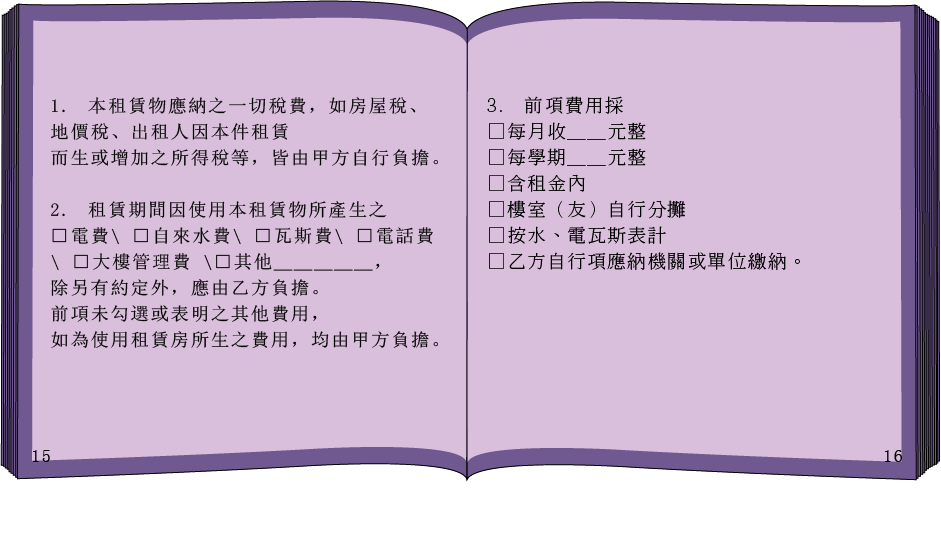 1. 本租賃物應納之一切稅費，如房屋稅、
地價稅、出租人因本件租賃
而生或增加之所得稅等，皆由甲方自行負擔。
2. 租賃期間因使用本租賃物所產生之
□電費\ □自來水費\ □瓦斯費\ □電話費
\ □大樓管理費 \□其他__________，
除另有約定外，應由乙方負擔。
前項未勾選或表明之其他費用，
如為使用租賃房所生之費用，均由甲方負擔。
15
3. 前項費用採
□每月收____元整
□每學期____元整
□含租金內
□樓室（友）自行分攤
□按水、電瓦斯表計
□乙方自行項應納機關或單位繳納。
16